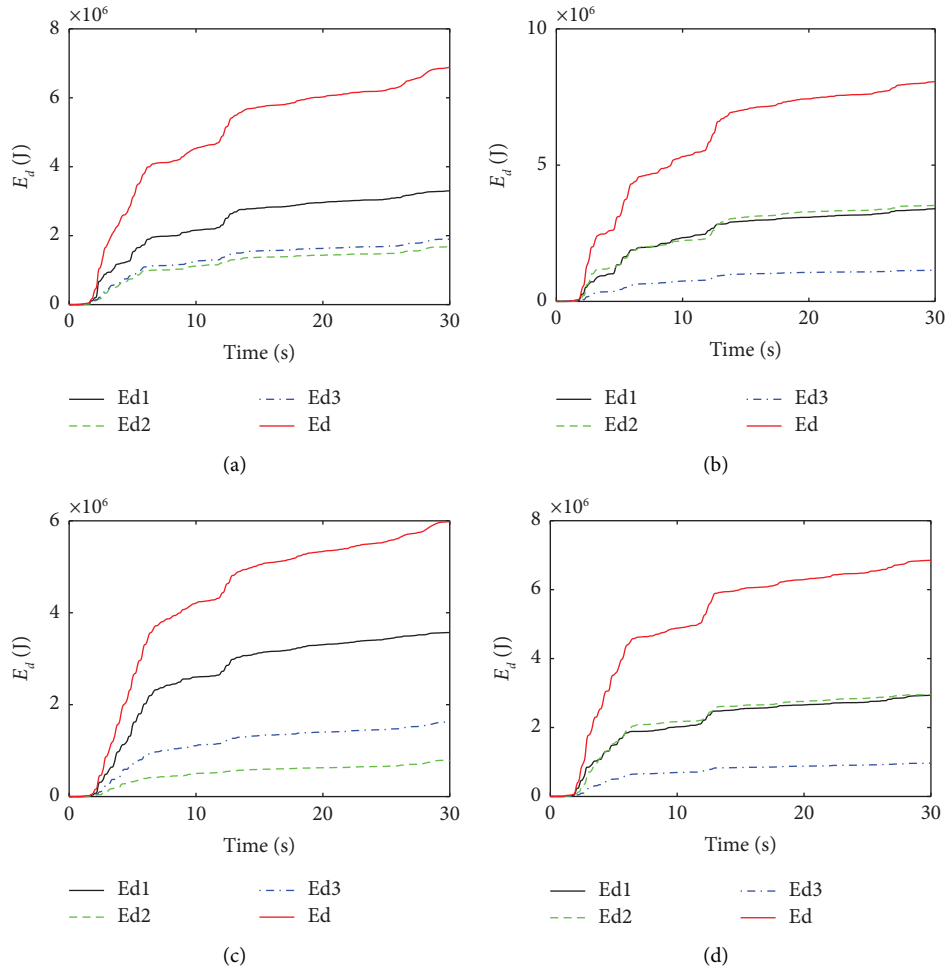 ×10⁶
8
6
4
2
0
E_d (J)
0 10 20 30
Time (s)
Ed1 Ed3
Ed2 Ed
(a)
×10⁶
10
5
0
E_d (J)
0 10 20 30
Time (s)
Ed1 Ed3
Ed2 Ed
(b)
×10⁶
6
4
2
0
E_d (J)
0 10 20 30
Time (s)
Ed1 Ed3
Ed2 Ed
(c)
×10⁶
8
6
4
2
0
E_d (J)
0 10 20 30
Time (s)
Ed1 Ed3
Ed2 Ed
(d)